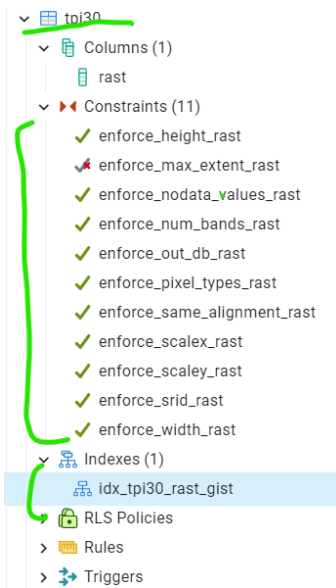 tpi30
Columns (1)
rast
Constraints (11)
enforce_height_rast
enforce_max_extent_rast
enforce_nodata_values_rast
enforce_num_bands_rast
enforce_out_db_rast
enforce_pixel_types_rast
enforce_same_alignment_rast
enforce_scalex_rast
enforce_scaley_rast
enforce_srid_rast
enforce_width_rast
Indexes (1)
idx_tpi30_rast_gist
RLS Policies
Rules
Triggers